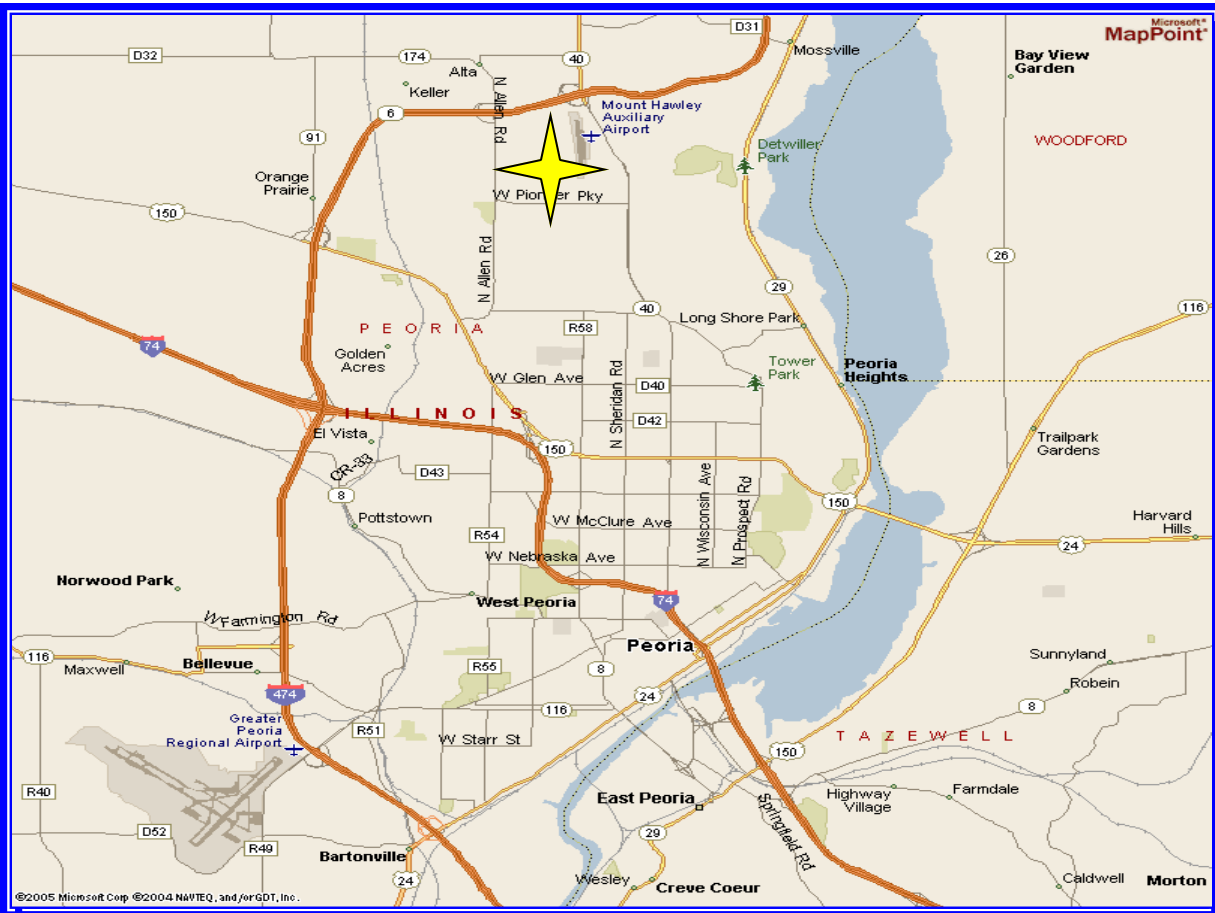 Microsoft®
MapPoint®
D31
Mossville
D32
174
40
Alta
Bay View
Garden
Keller
N Allen Rd
6
Mount Hawley
Auxiliary
Airport
91
Detwiller
Park
WOODFORD
Orange
Prairie
W Pioneer Pky
150
N Allen Rd
26
29
40
116
Long Shore Park
PEORIA
R58
74
Golden
Acres
Tower
Park
Peoria
Heights
W Glen Ave
D40
N Sheridan Rd
ILLINOIS
D42
El Vista
Trailpark
Gardens
150
CR-33
D43
N Wisconsin Ave
N Prospect Rd
8
150
Pottstown
W McClure Ave
Harvard
Hills
R54
24
W Nebraska Ave
Norwood Park
West Peoria
74
W Farmington Rd
Peoria
116
Maxwell
Bellevue
R55
8
Sunnyland
Robein
474
24
8
116
Greater
Peoria
Regional Airport
R51
W Starr St
TAZEWELL
150
R40
East Peoria
Highway
Village
Farmdale
Springfield Rd
D52
29
R49
Bartonville
24
Wesley
Creve Coeur
Caldwell
Morton
©2005 Microsoft Corp ©2004 NAVTEQ, and/or GDT, Inc.